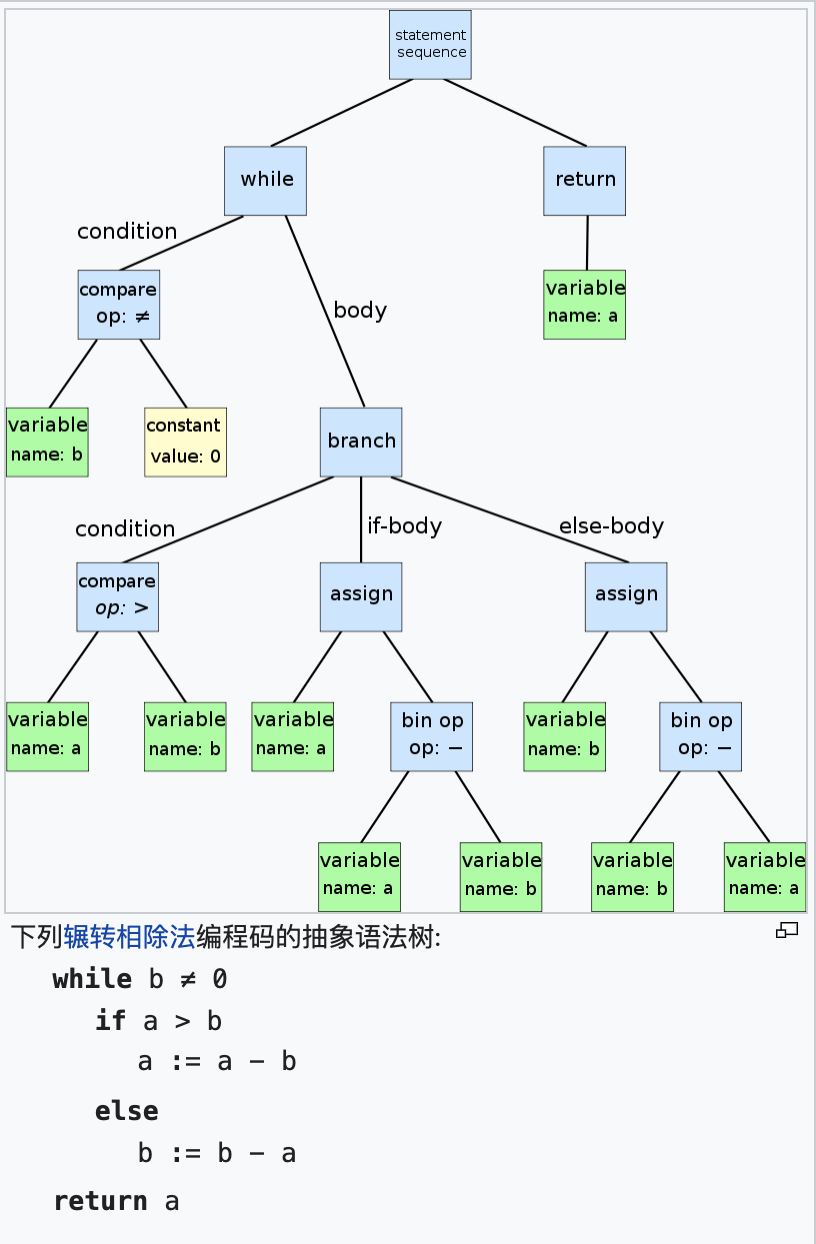 statement
sequence
while
return
condition
compare
op: ≠
body
variable
name: a
variable
name: b
constant
value: 0
branch
condition
if-body
else-body
compare
op: >
assign
assign
variable
name: a
variable
name: b
variable
name: a
bin op
op: −
variable
name: b
bin op
op: −
variable
name: a
variable
name: b
variable
name: b
variable
name: a
下列辗转相除法编程码的抽象语法树:
while b ≠ 0
if a > b
a := a − b
else
b := b − a
return a